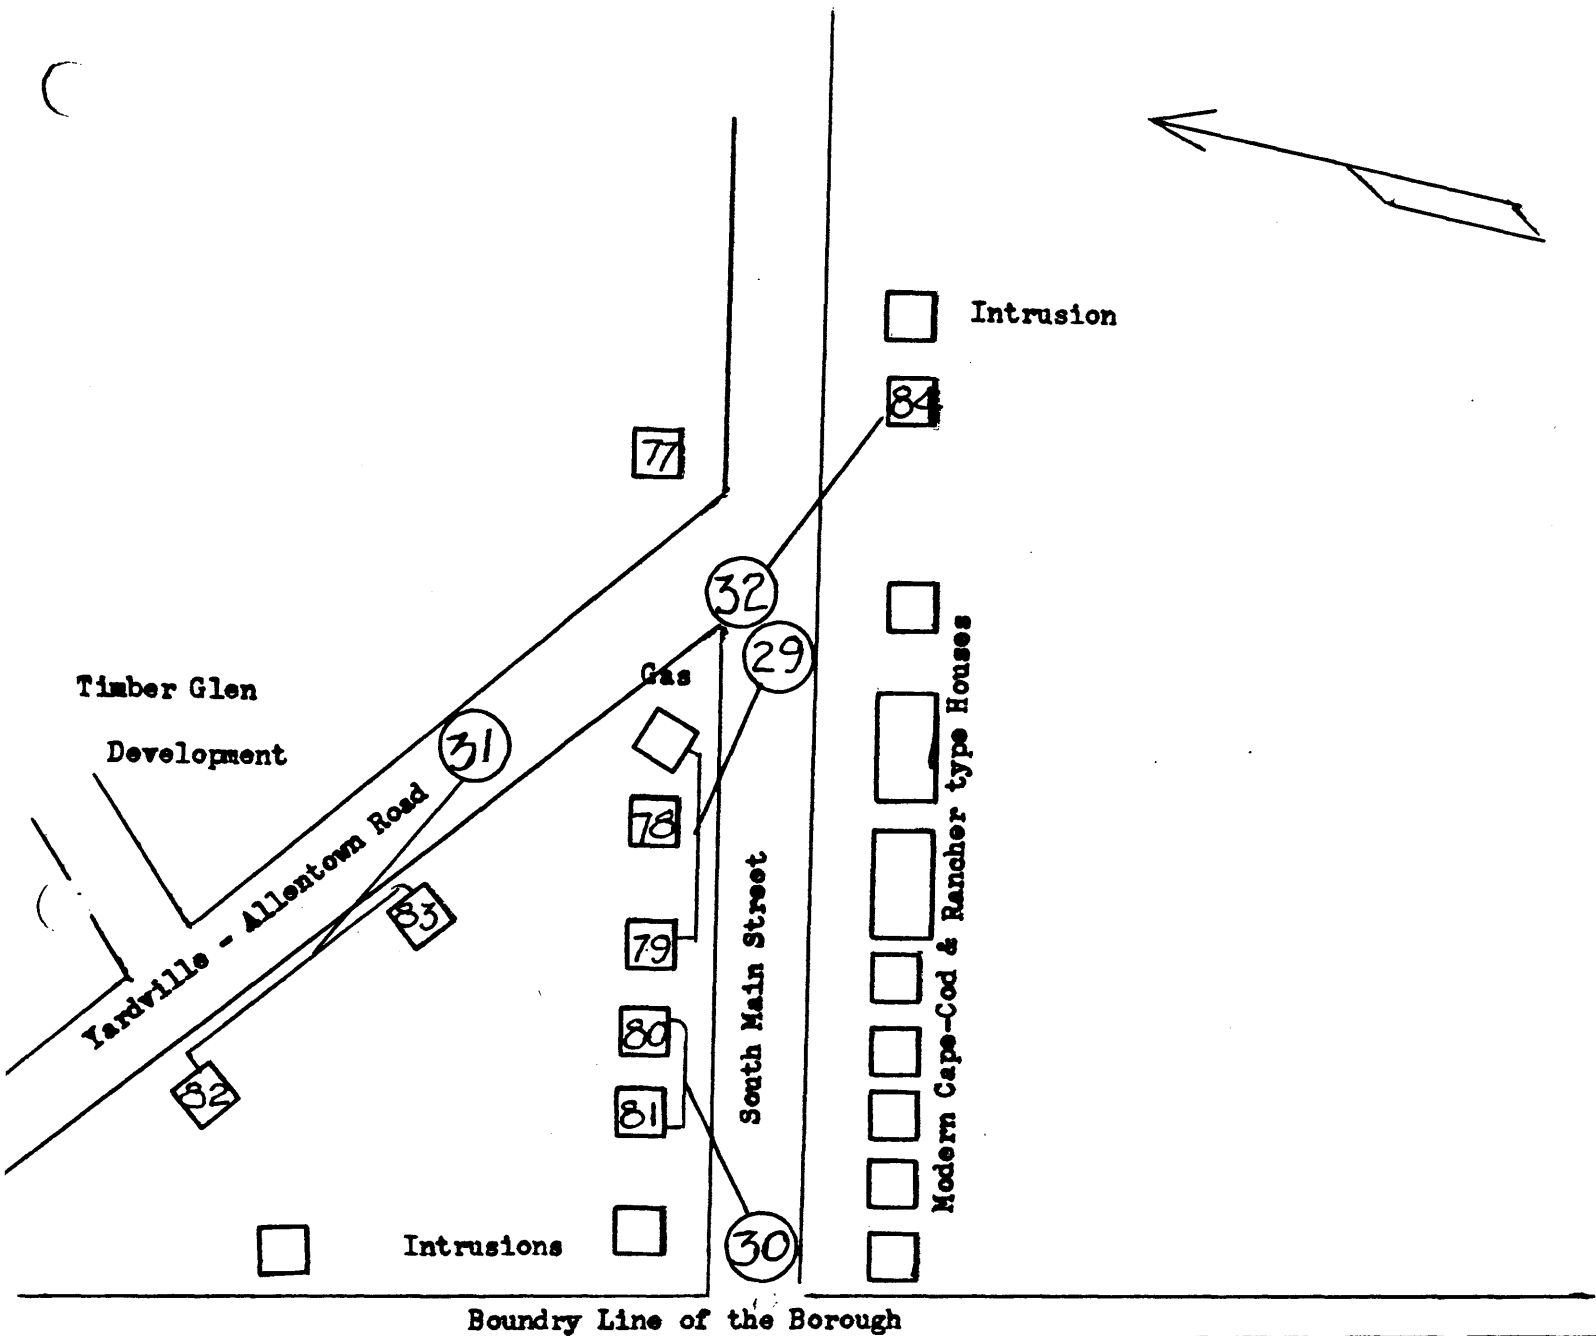 Intrusion
84
77
32
29
Gas
Timber Glen
Development
31
78
Yardville - Allentown Road
83
79
South Main Street
Modern Cape-Cod & Rancher type Houses
80
82
81
Intrusions
30
Boundry Line of the Borough